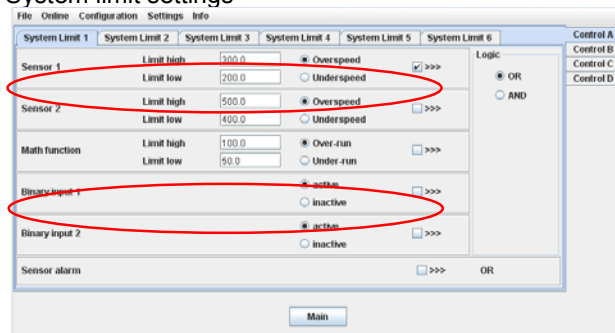 System limit settings
File Online Configuration Settings Info
System Limit 1 System Limit 2 System Limit 3 System Limit 4 System Limit 5 System Limit 6 Control A
Control B
Control C
Control D
Sensor 1 Limit high 300.0 Overspeed >>> Logic
Limit low 200.0 Underspeed OR
AND
Sensor 2 Limit high 500.0 Overspeed >>>
Limit low 400.0 Underspeed
Math function Limit high 100.0 Over-run >>>
Limit low 50.0 Under-run
Binary input 1 active >>>
inactive
Binary input 2 active >>>
inactive
Sensor alarm >>> OR
Main